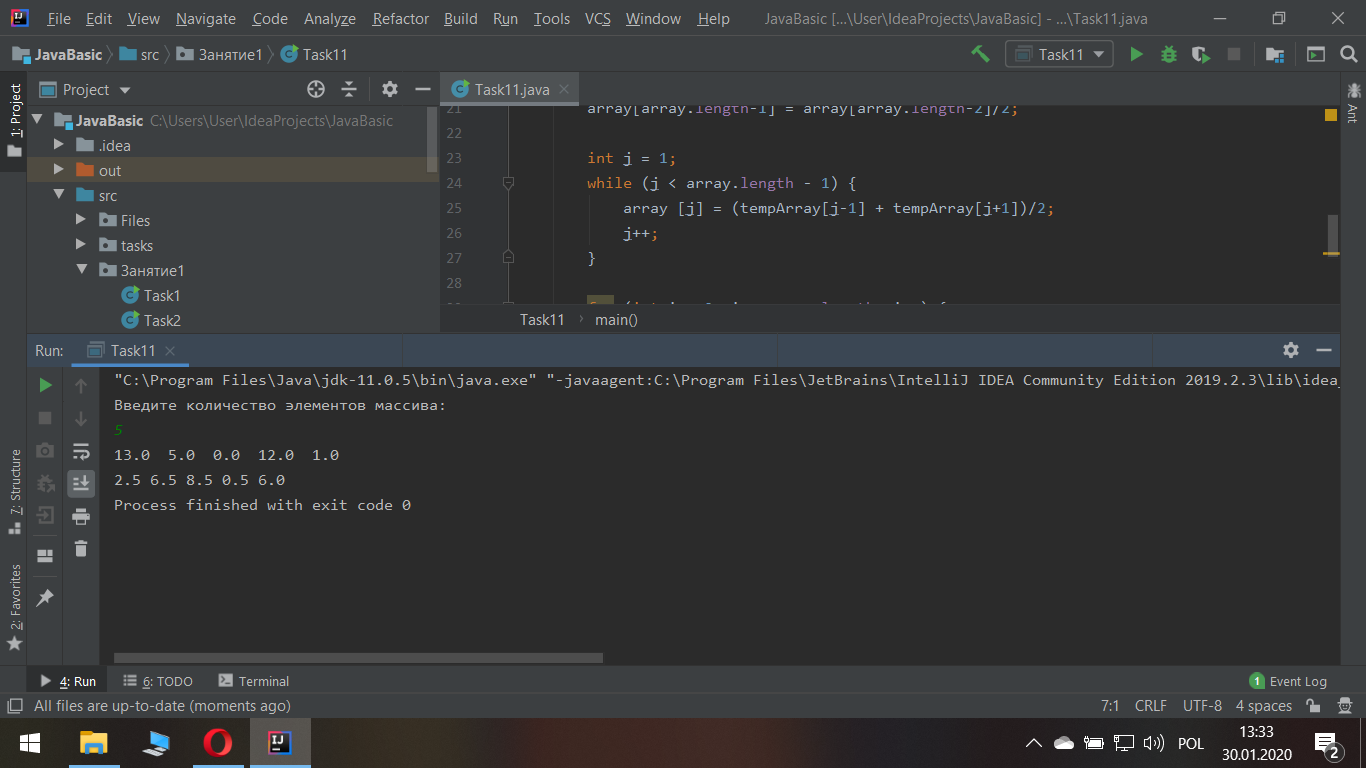 File Edit View Navigate Code Analyze Refactor Build Run Tools VCS Window Help JavaBasic [...\User\IdeaProjects\JavaBasic] - ...\Task11.java
JavaBasic src Занятие1 Task11 Task11
1: Project
Project
Task11.java
Ant
JavaBasic C:\Users\User\IdeaProjects\JavaBasic
.idea
out
src
Files
tasks
Занятие1
Task1
Task2
21 array[array.length-1] = array[array.length-2]/2;
22
23 int j = 1;
24 while (j < array.length - 1) {
25 array [j] = (tempArray[j-1] + tempArray[j+1])/2;
26 j++;
27 }
28
Task11 main()
Run: Task11
"C:\Program Files\Java\jdk-11.0.5\bin\java.exe" "-javaagent:C:\Program Files\JetBrains\IntelliJ IDEA Community Edition 2019.2.3\lib\idea_
Введите количество элементов массива:
5
13.0 5.0 0.0 12.0 1.0
2.5 6.5 8.5 0.5 6.0
Process finished with exit code 0
7: Structure
2: Favorites
4: Run 6: TODO Terminal 1 Event Log
All files are up-to-date (moments ago) 7:1 CRLF UTF-8 4 spaces
POL 13:33
30.01.2020
2